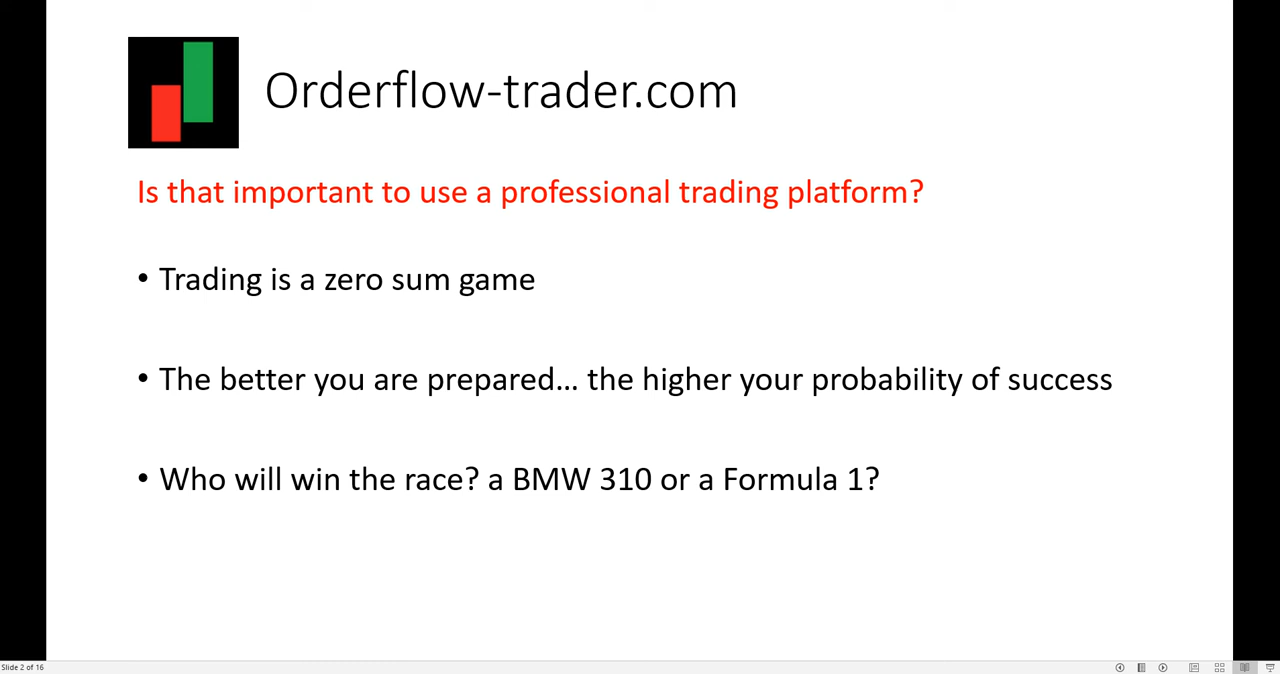 Orderflow-trader.com
Is that important to use a professional trading platform?
• Trading is a zero sum game
• The better you are prepared... the higher your probability of success
• Who will win the race? a BMW 310 or a Formula 1?
Slide 2 of 16